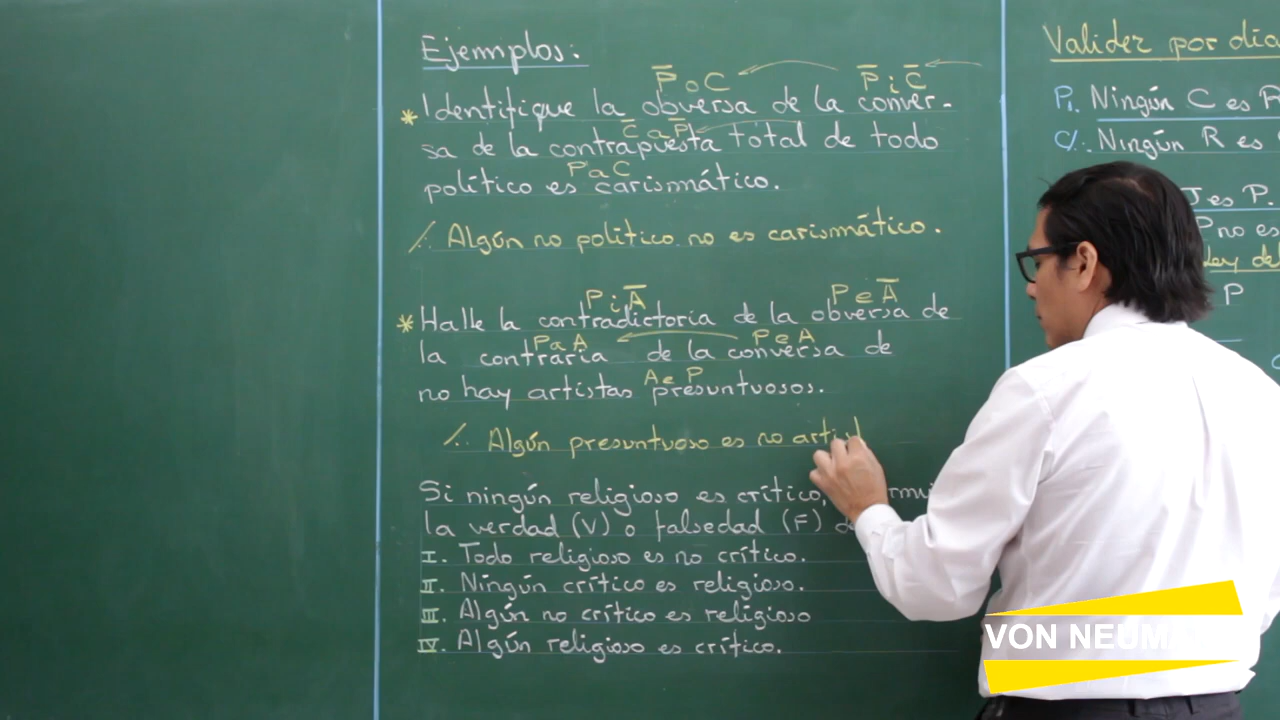 Ejemplos:
P̅ o C P̅ i C̅
* Identifique la obversa de la conver-
C̅ a P̅
sa de la contrapuesta total de todo
P a C
político es carismático.
/∴ Algún no político no es carismático.
P i A̅ P e A̅
* Halle la contradictoria de la obversa de
P a A P e A
la contraria de la conversa de
A e P
no hay artistas presuntuosos.
/∴ Algún presuntuoso es no artist
Si ningún religioso es crítico,
la verdad (V) o falsedad (F) d
I. Todo religioso es no crítico.
II. Ningún crítico es religioso.
III. Algún no crítico es religioso
IV. Algún religioso es crítico.
Valider por dia
P₁. Ningún C es R
C/∴ Ningún R es
J es P.
P no es
Ley de
P
VON NEUM